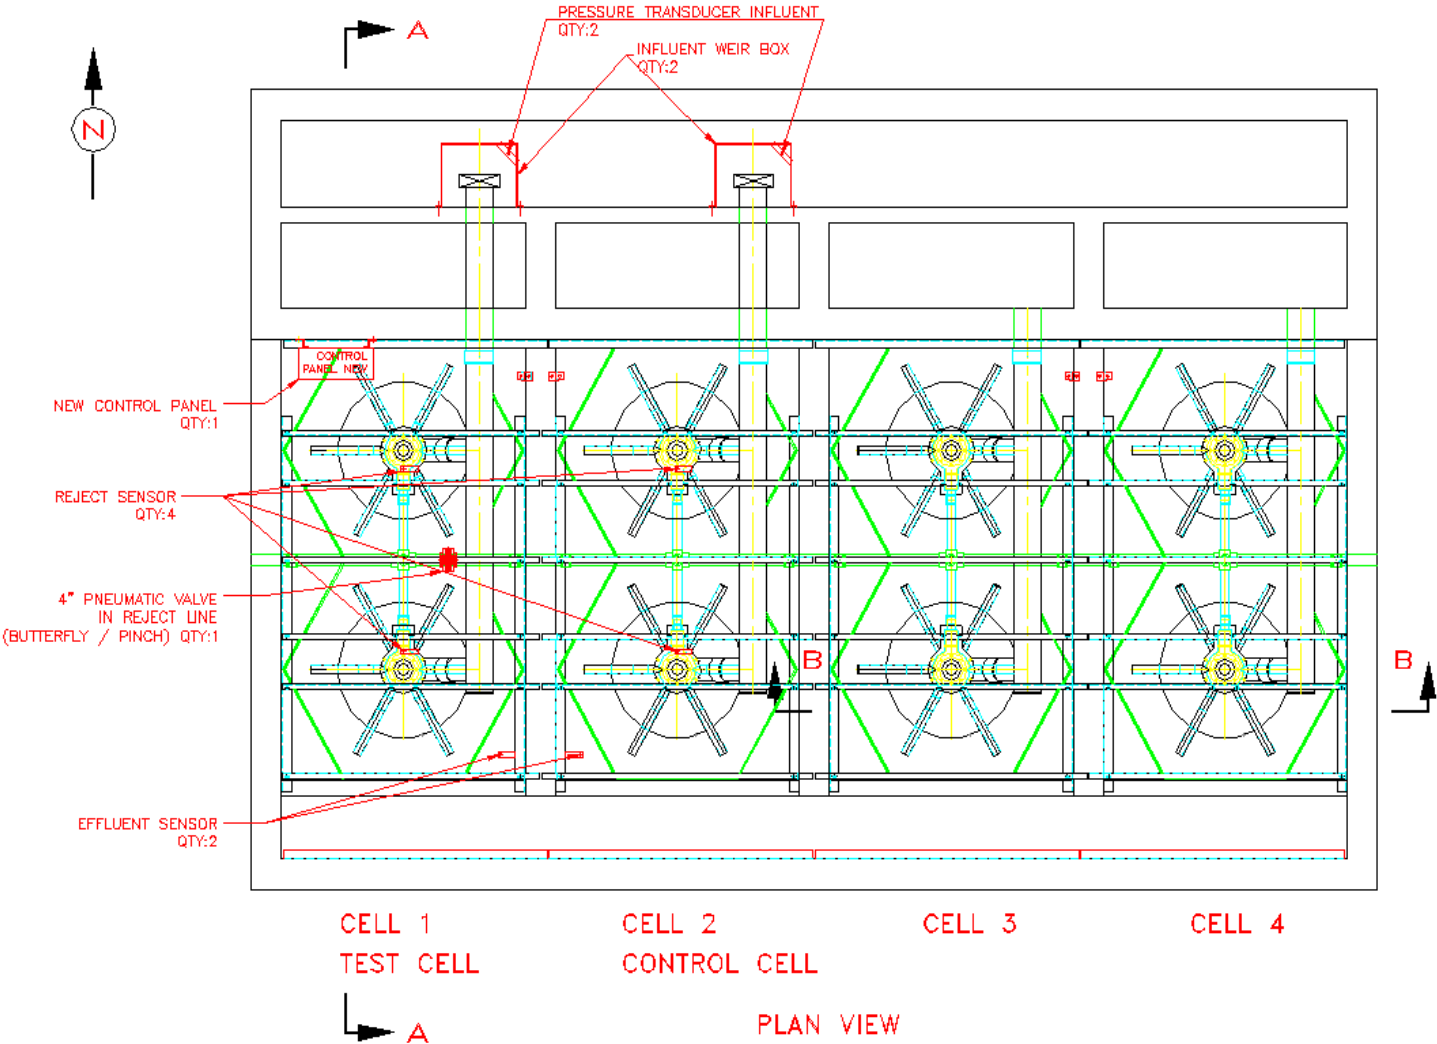 PRESSURE TRANSDUCER INFLUENT
QTY:2
A
INFLUENT WEIR BOX
QTY:2
N
CONTROL
PANEL NEW
NEW CONTROL PANEL
QTY:1
REJECT SENSOR
QTY:4
4" PNEUMATIC VALVE
IN REJECT LINE
(BUTTERFLY / PINCH) QTY:1
B
B
EFFLUENT SENSOR
QTY:2
CELL 1
TEST CELL
CELL 2
CONTROL CELL
CELL 3
CELL 4
A
PLAN VIEW